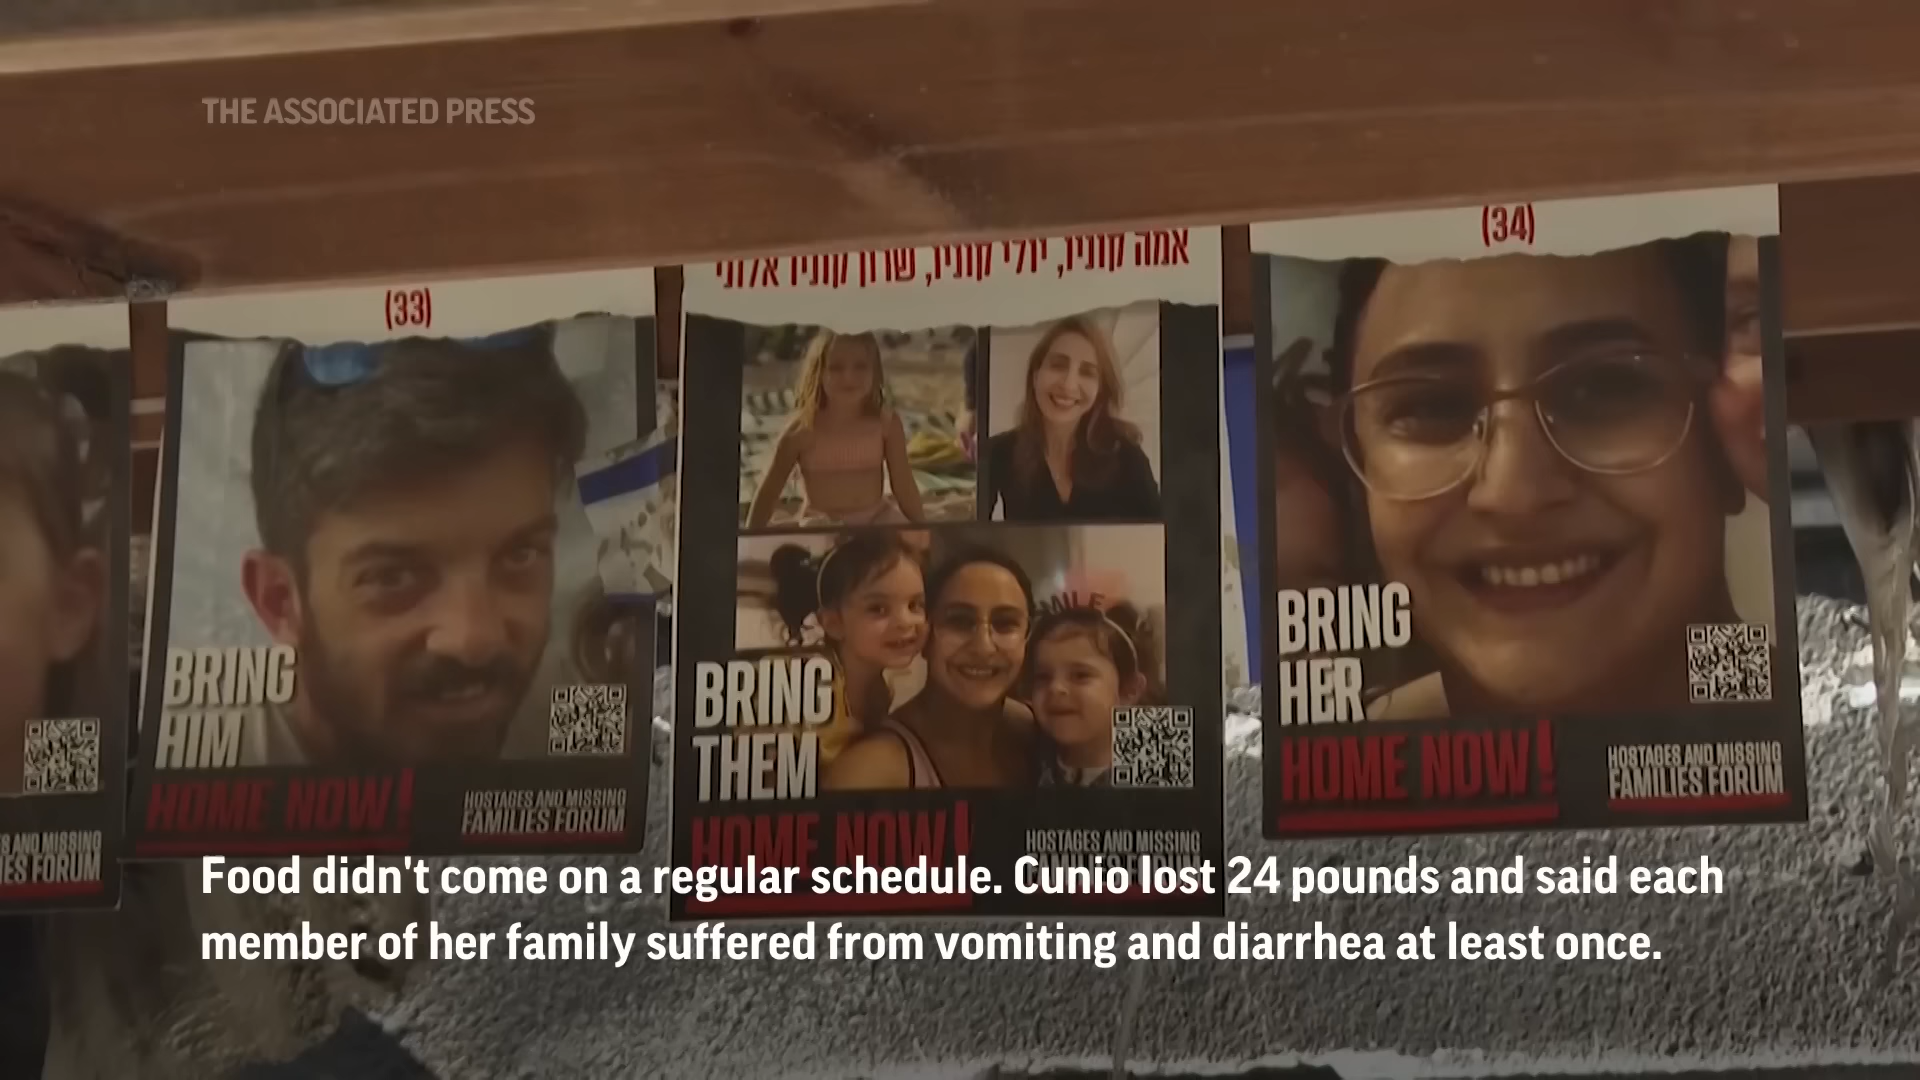 THE ASSOCIATED PRESS
(33)
BRING
HIM
HOME NOW!
HOSTAGES AND MISSING
FAMILIES FORUM
אמה קוניו, יולי קוניו, שרון קוניו אלוני
BRING
THEM
HOME NOW!
HOSTAGES AND MISSING
FAMILIES FORUM
(34)
BRING
HER
HOME NOW!
HOSTAGES AND MISSING
FAMILIES FORUM
AND MISSING
FORUM
Food didn't come on a regular schedule. Cunio lost 24 pounds and said each
member of her family suffered from vomiting and diarrhea at least once.